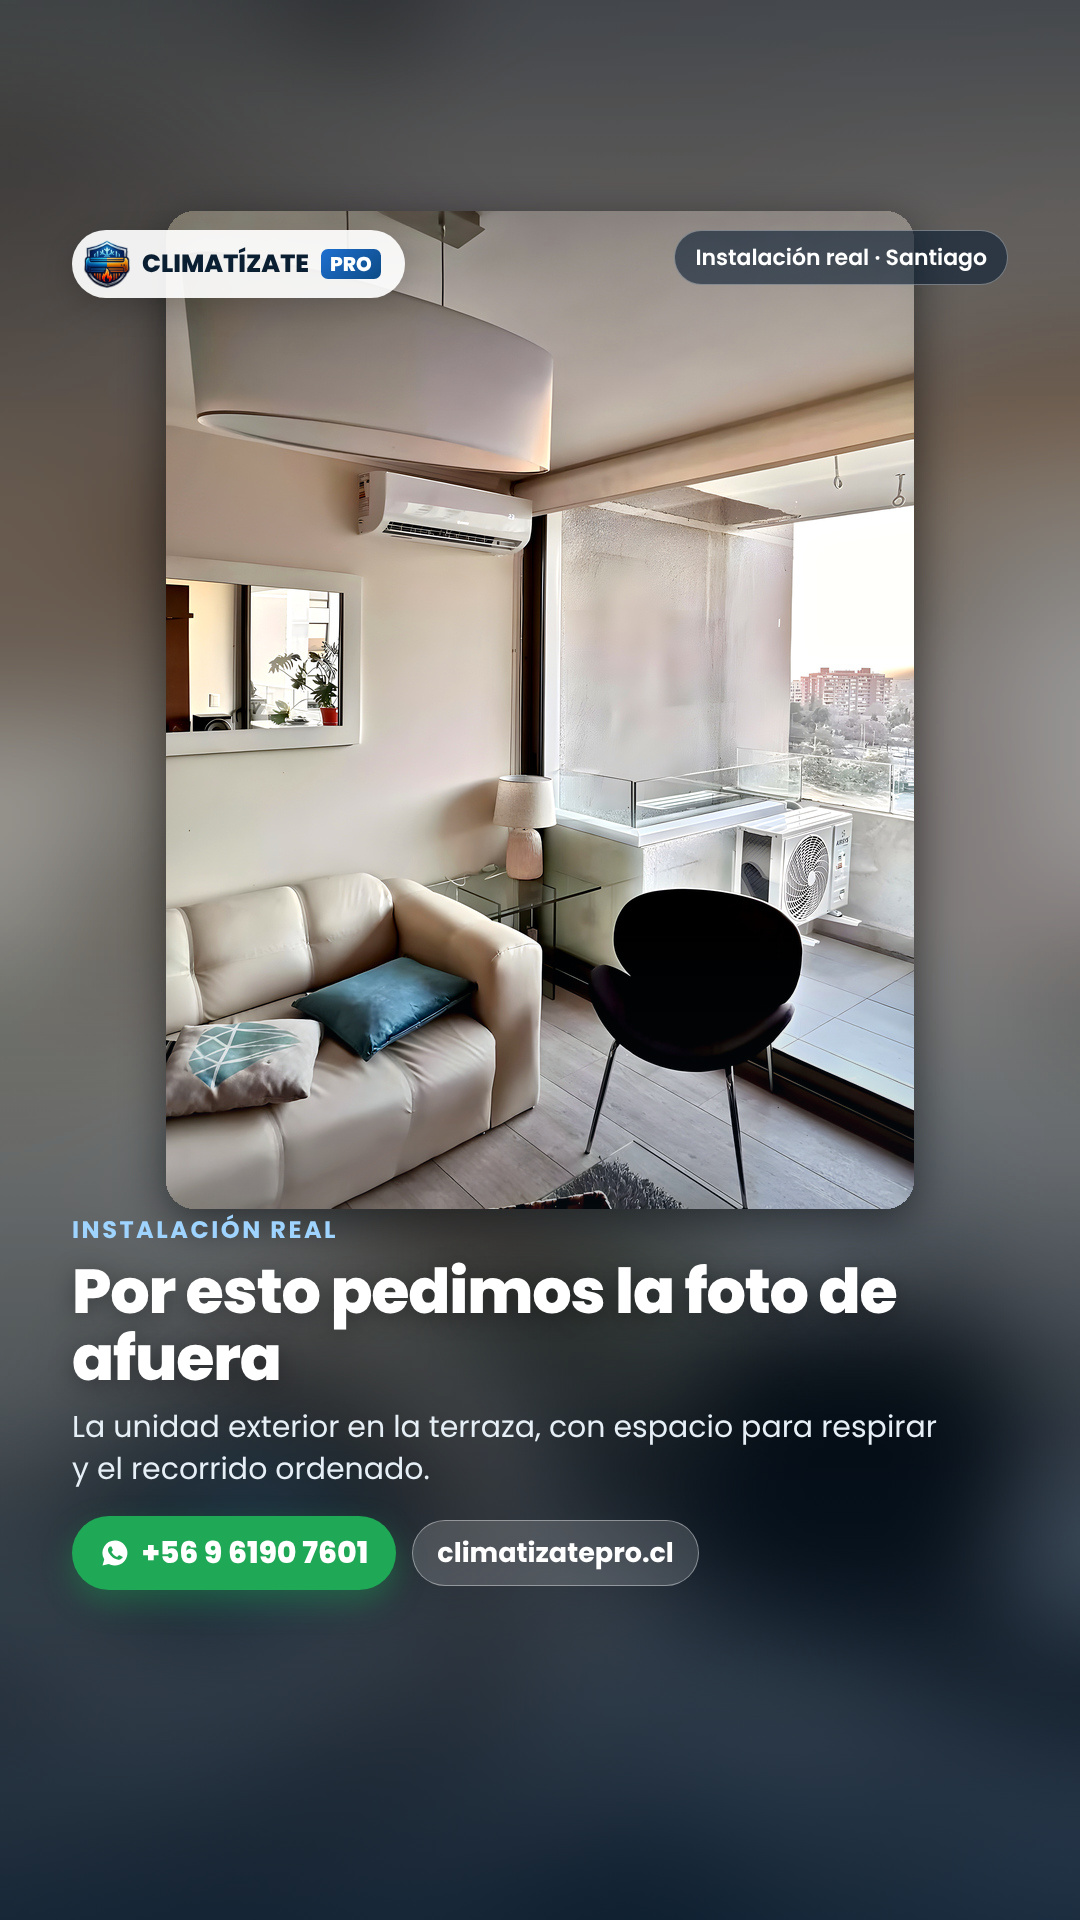 CLIMATÍZATE PRO
Instalación real · Santiago
INSTALACIÓN REAL
Por esto pedimos la foto de
afuera
La unidad exterior en la terraza, con espacio para respirar
y el recorrido ordenado.
+56 9 6190 7601
climatizatepro.cl